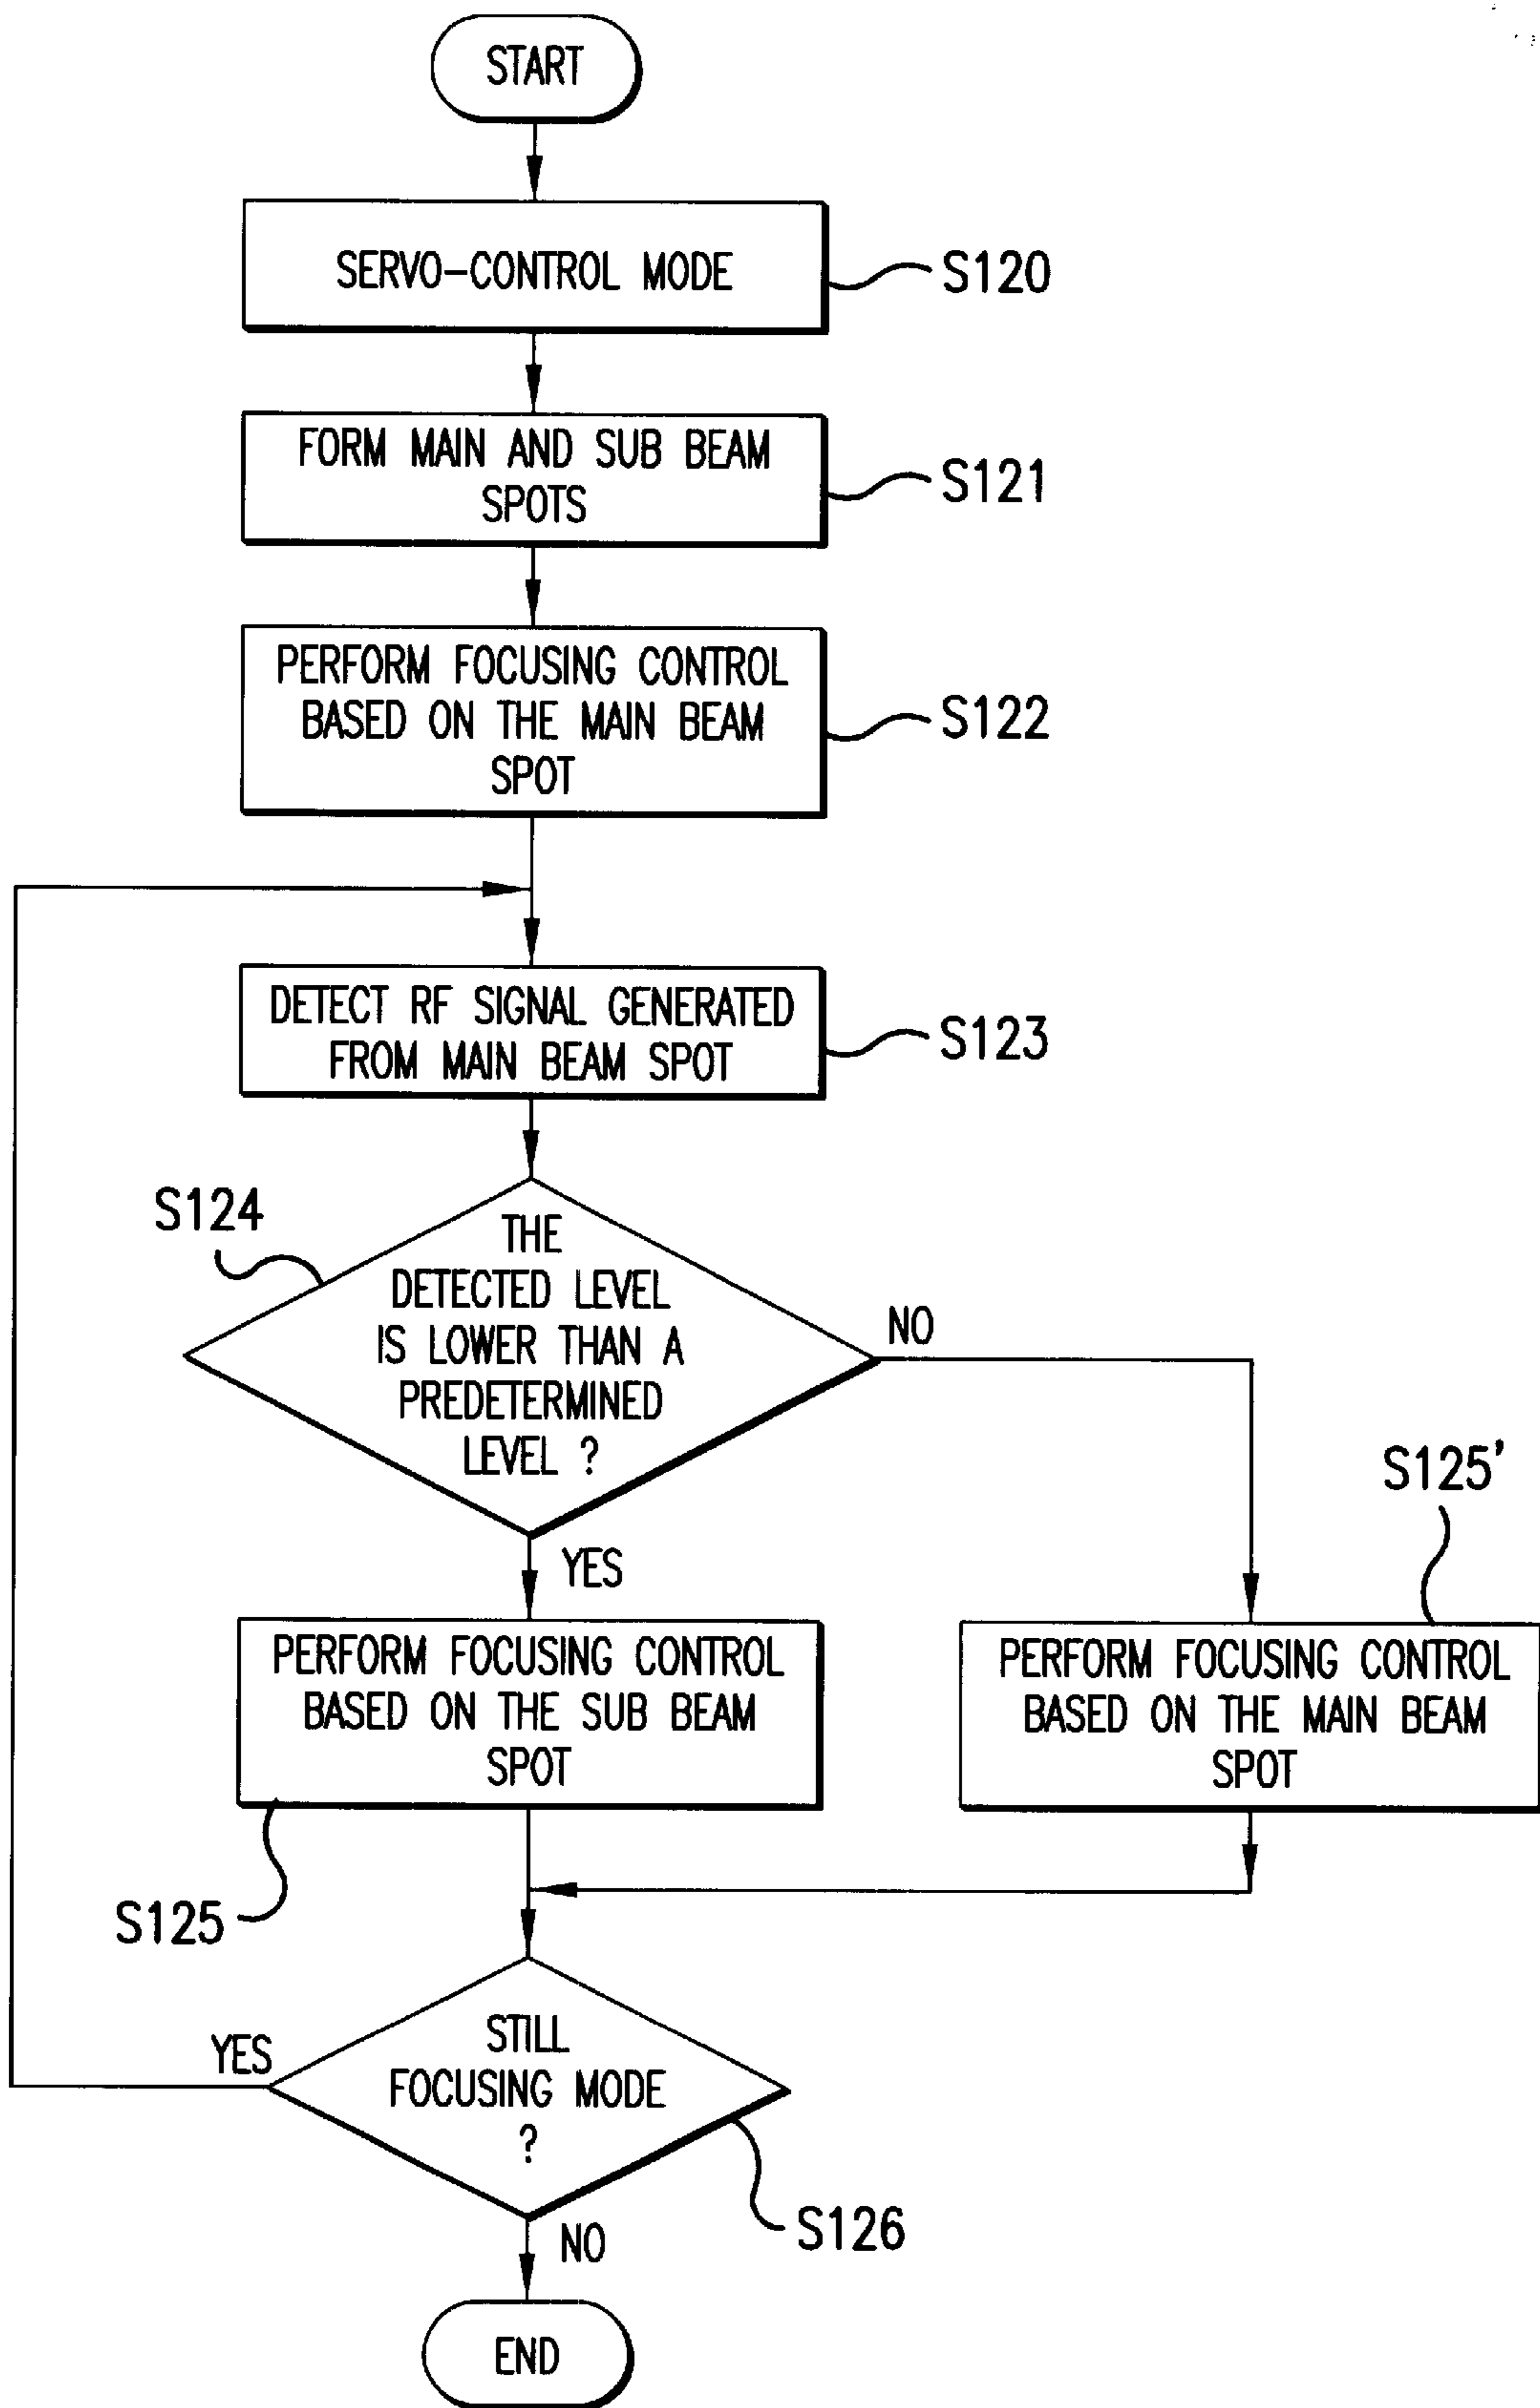 START
SERVO-CONTROL MODE
S120
FORM MAIN AND SUB BEAM
SPOTS
S121
PERFORM FOCUSING CONTROL
BASED ON THE MAIN BEAM
SPOT
S122
DETECT RF SIGNAL GENERATED
FROM MAIN BEAM SPOT
S123
S124
THE
DETECTED LEVEL
IS LOWER THAN A
PREDETERMINED
LEVEL ?
NO
YES
S125'
PERFORM FOCUSING CONTROL
BASED ON THE SUB BEAM
SPOT
S125
PERFORM FOCUSING CONTROL
BASED ON THE MAIN BEAM
SPOT
STILL
FOCUSING MODE
?
YES
S126
NO
END